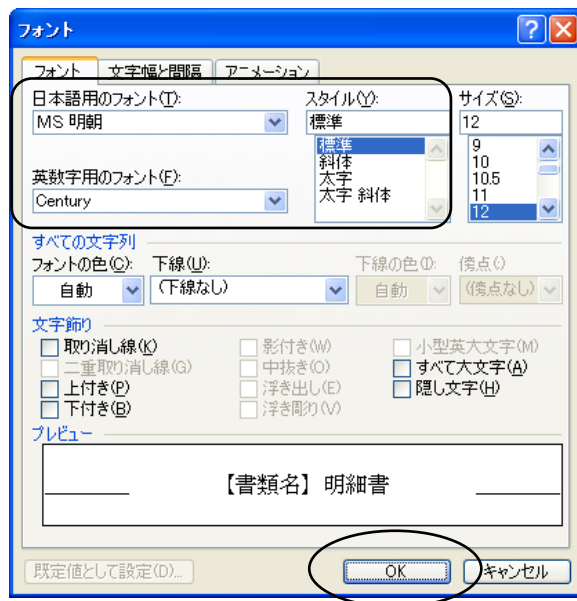 フォント
フォント 文字幅と間隔 アニメーション
日本語用のフォント(T): スタイル(Y): サイズ(S):
MS 明朝 標準 12
標準 9
斜体 10
太字 10.5
太字 斜体 11
12
英数字用のフォント(F):
Century
すべての文字列
フォントの色(C): 下線(U): 下線の色(I): 傍点(·)
自動 (下線なし) 自動 (傍点なし)
文字飾り
取り消し線(K) 影付き(W) 小型英大文字(M)
二重取り消し線(G) 中抜き(O) すべて大文字(A)
上付き(P) 浮き出し(E) 隠し文字(H)
下付き(B) 浮き彫り(V)
プレビュー
【書類名】 明細書
既定値として設定(D)... OK キャンセル